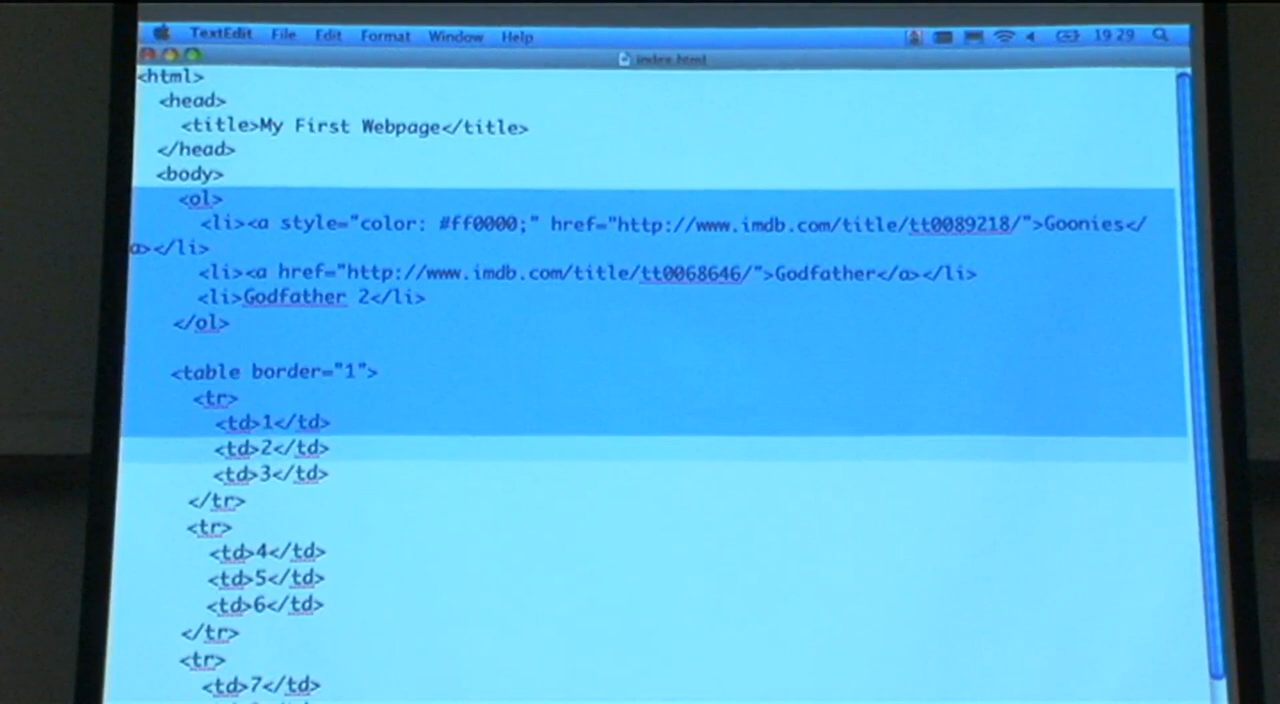 TextEdit File Edit Format Window Help 19 29
index.html
<html>
<head>
<title>My First Webpage</title>
</head>
<body>
<ol>
<li><a style="color: #ff0000;" href="http://www.imdb.com/title/tt0089218/">Goonies</
a></li>
<li><a href="http://www.imdb.com/title/tt0068646/">Godfather</a></li>
<li>Godfather 2</li>
</ol>
<table border="1">
<tr>
<td>1</td>
<td>2</td>
<td>3</td>
</tr>
<tr>
<td>4</td>
<td>5</td>
<td>6</td>
</tr>
<tr>
<td>7</td>